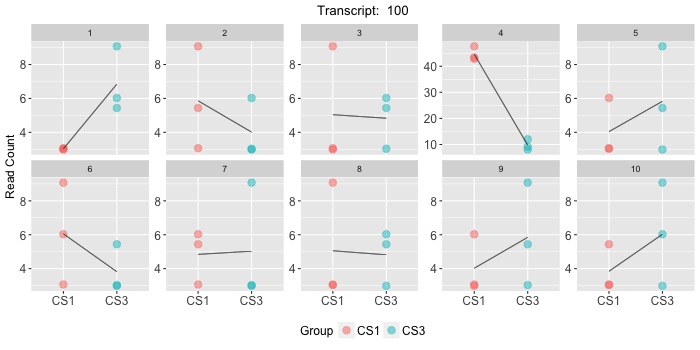 Transcript: 100
1 2 3 4 5
8 6 4 8 6 4 8 6 4 40 30 20 10 8 6 4
Read Count
6 7 8 9 10
8 6 4 8 6 4 8 6 4 8 6 4 8 6 4
CS1 CS3 CS1 CS3 CS1 CS3 CS1 CS3 CS1 CS3
Group CS1 CS3